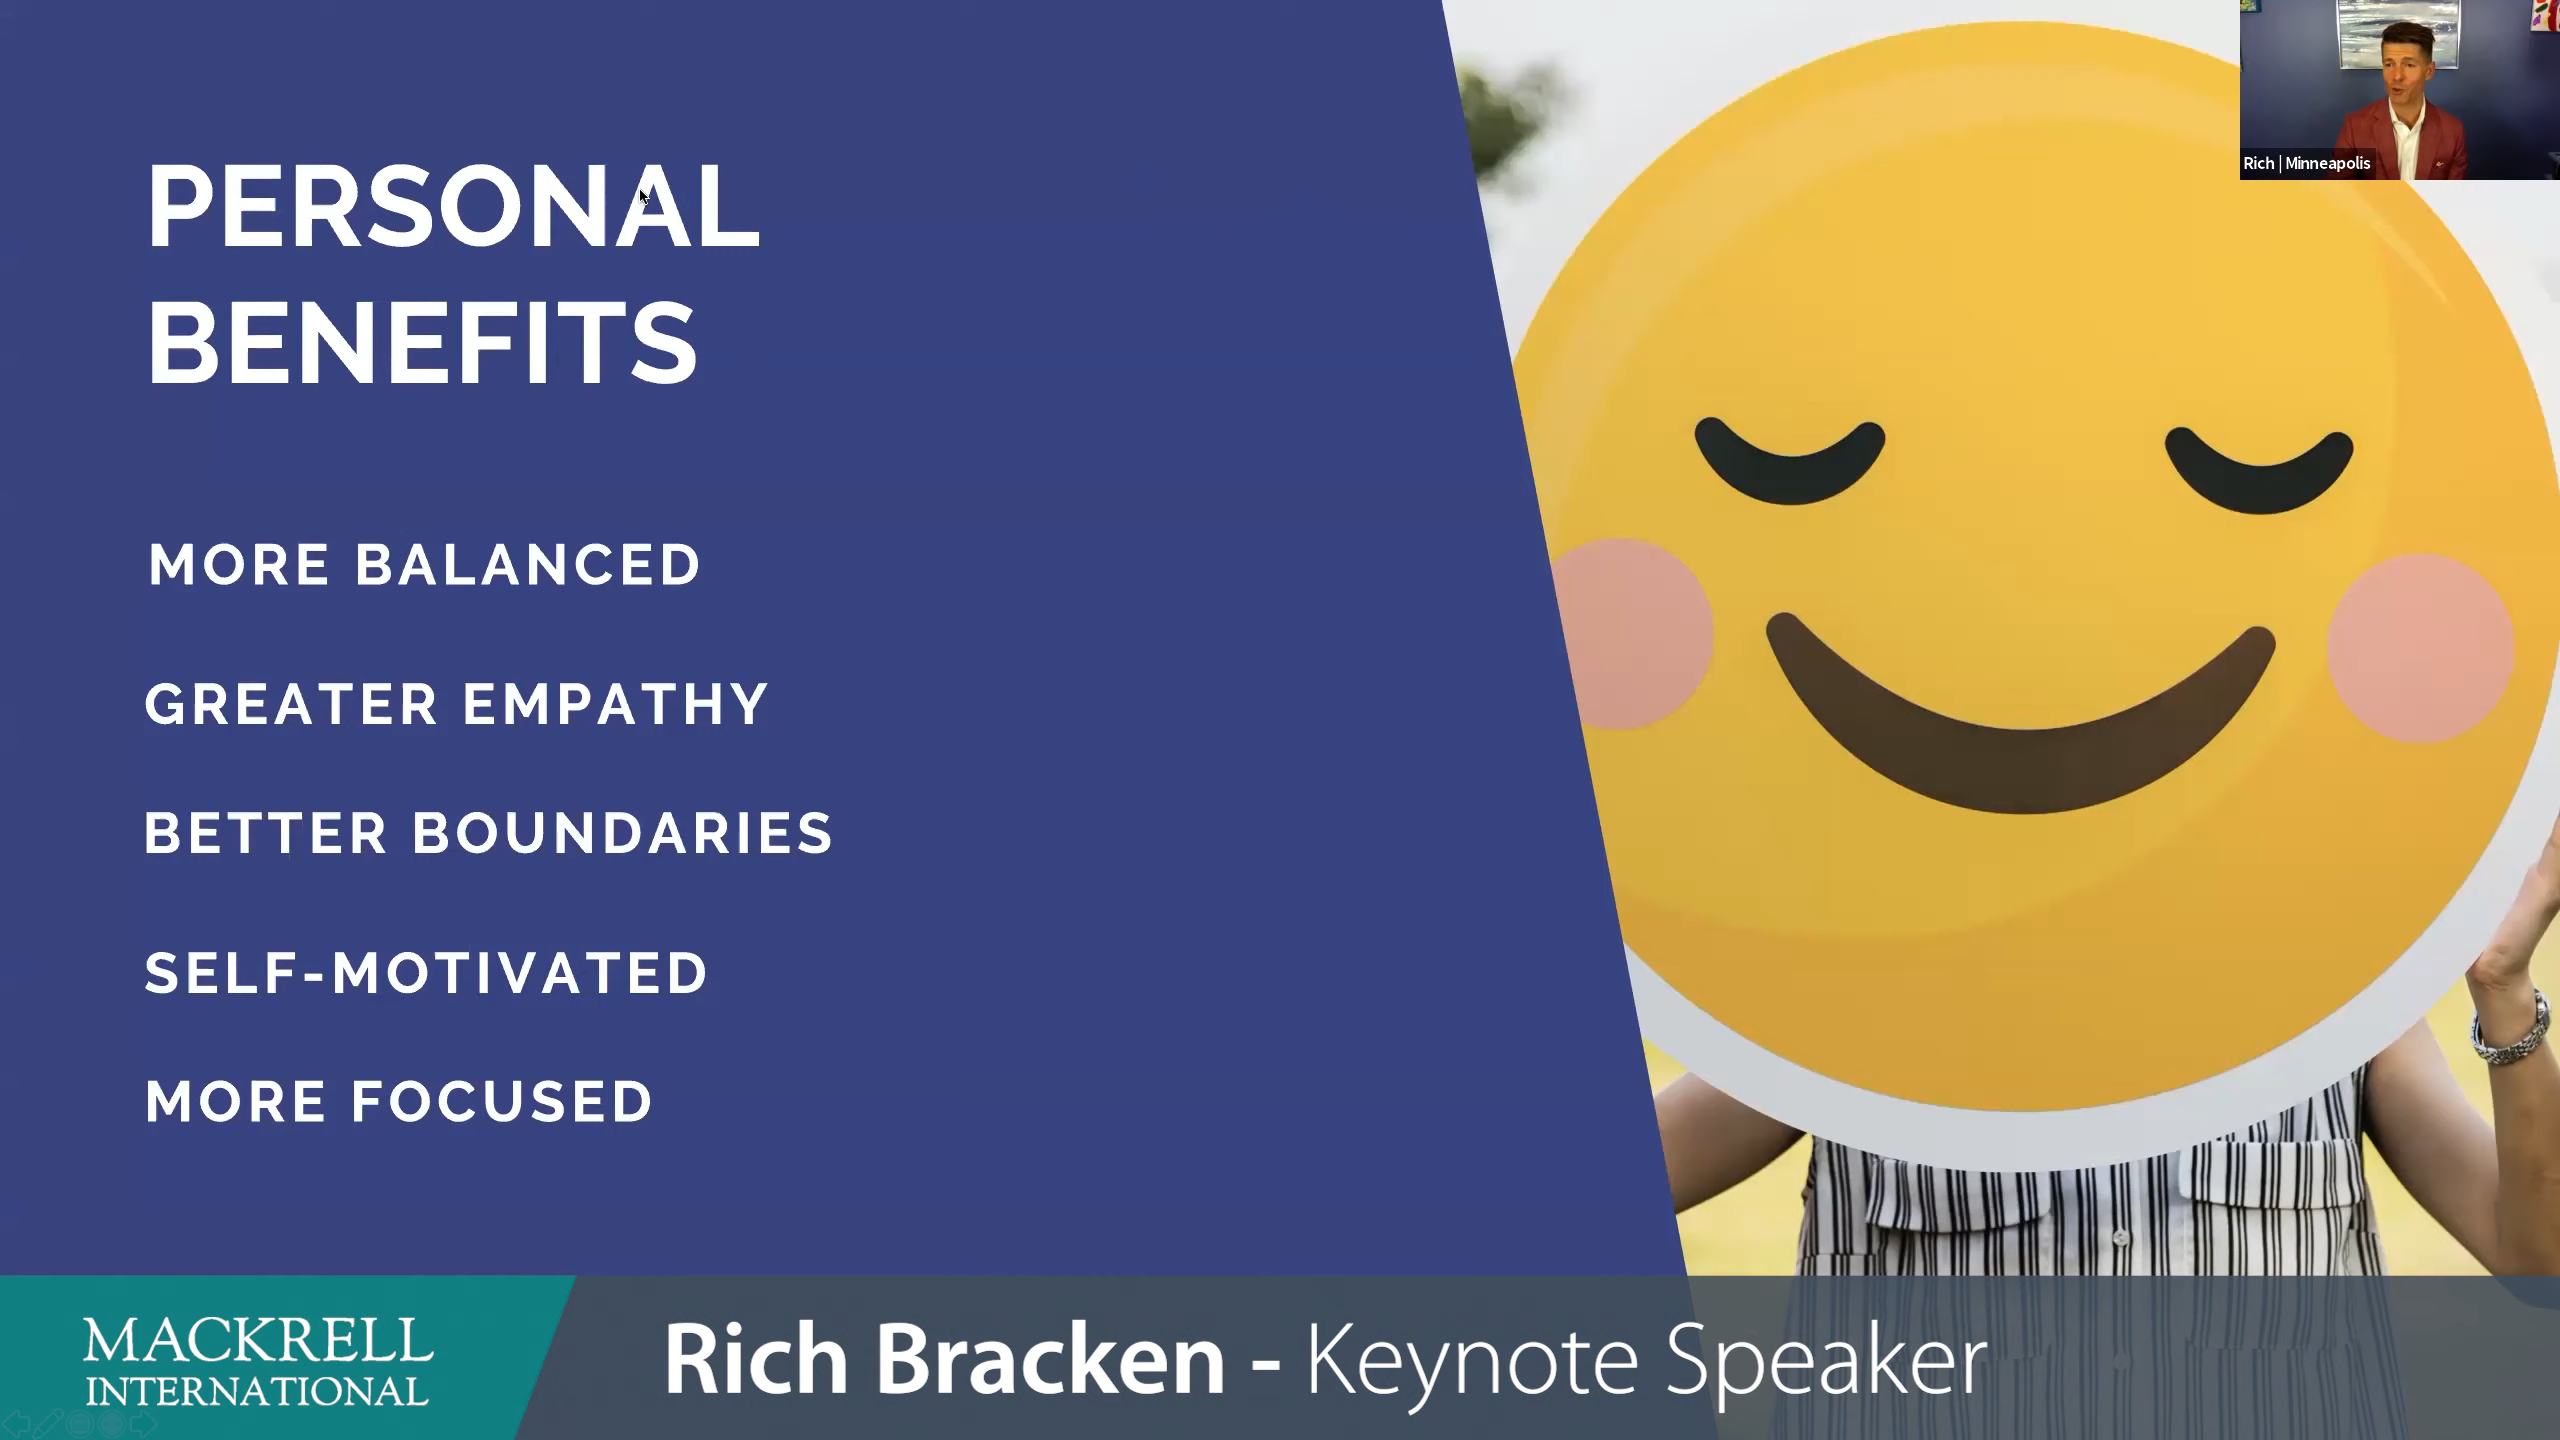 PERSONAL
BENEFITS
MORE BALANCED
GREATER EMPATHY
BETTER BOUNDARIES
SELF-MOTIVATED
MORE FOCUSED
Rich | Minneapolis
MACKRELL
INTERNATIONAL
Rich Bracken - Keynote Speaker